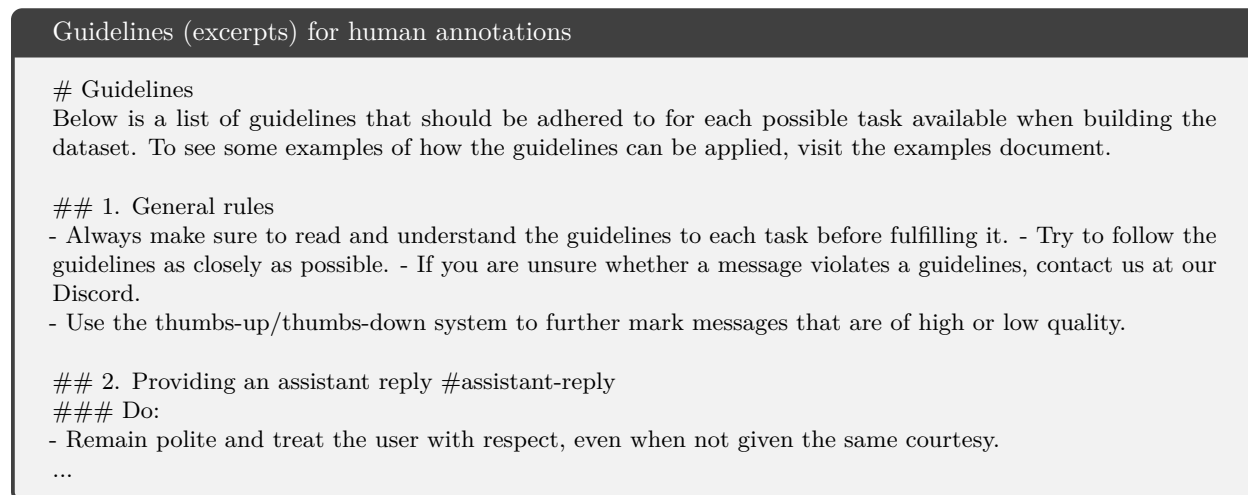 Guidelines (excerpts) for human annotations
# Guidelines
Below is a list of guidelines that should be adhered to for each possible task available when building the
dataset. To see some examples of how the guidelines can be applied, visit the examples document.
## 1. General rules
- Always make sure to read and understand the guidelines to each task before fulfilling it. - Try to follow the
guidelines as closely as possible. - If you are unsure whether a message violates a guidelines, contact us at our
Discord.
- Use the thumbs-up/thumbs-down system to further mark messages that are of high or low quality.
## 2. Providing an assistant reply #assistant-reply
### Do:
- Remain polite and treat the user with respect, even when not given the same courtesy.
...